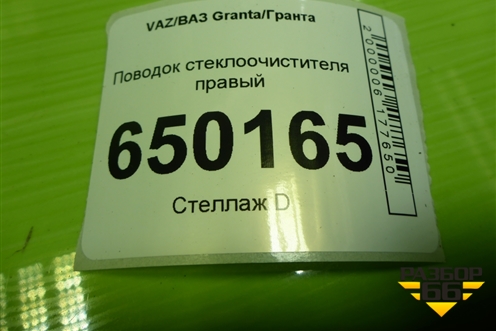 VAZ/ВАЗ Granta/Гранта
Поводок стеклоочистителя
правый
650165
Стеллаж D
2000006177650
РАЗБОР
66